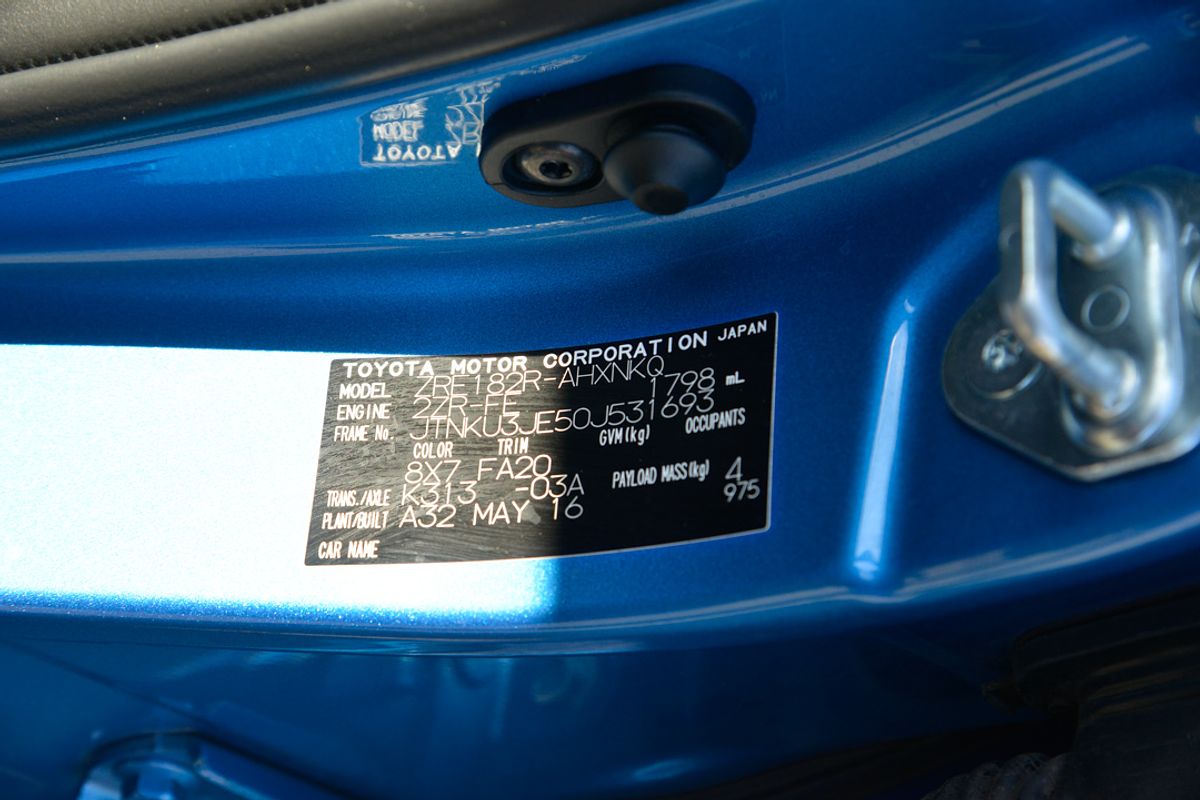 TOYOTA MOTOR CORPORATION JAPAN
MODEL ZRE182R-AHXNKQ
ENGINE 2ZR-FE 1798 mL
FRAME No. JTNKU3JE50J531693
COLOR TRIM GVM(kg) OCCUPANTS
8X7 FA20 4
TRANS./AXLE K313 -03A PAYLOAD MASS(kg) 975
PLANT/BUILT A32 MAY 16
CAR NAME